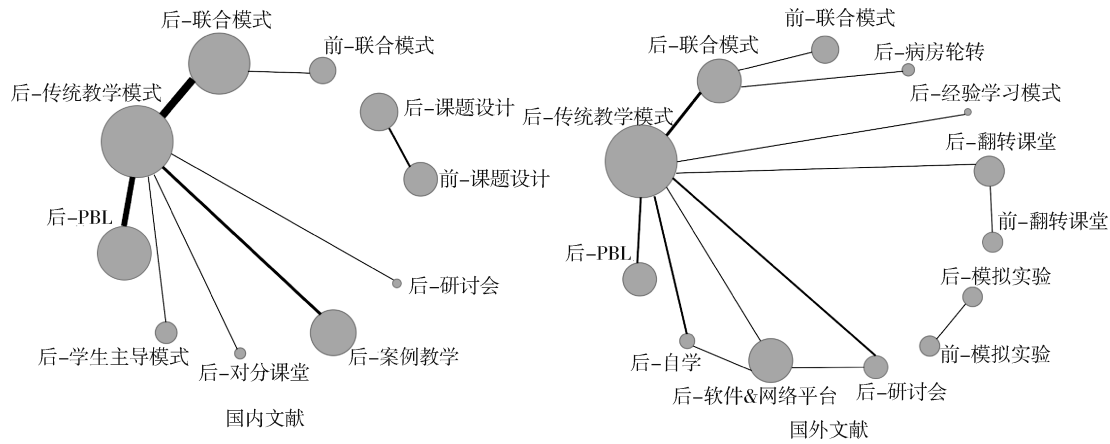 后-联合模式
前-联合模式
后-传统教学模式
后-课题设计
前-课题设计
后-PBL
后-研讨会
后-学生主导模式
后-对分课堂
后-案例教学
国内文献
前-联合模式
后-联合模式
后-病房轮转
后-经验学习模式
后-传统教学模式
后-翻转课堂
前-翻转课堂
后-PBL
后-模拟实验
前-模拟实验
后-自学
后-软件&网络平台
后-研讨会
国外文献